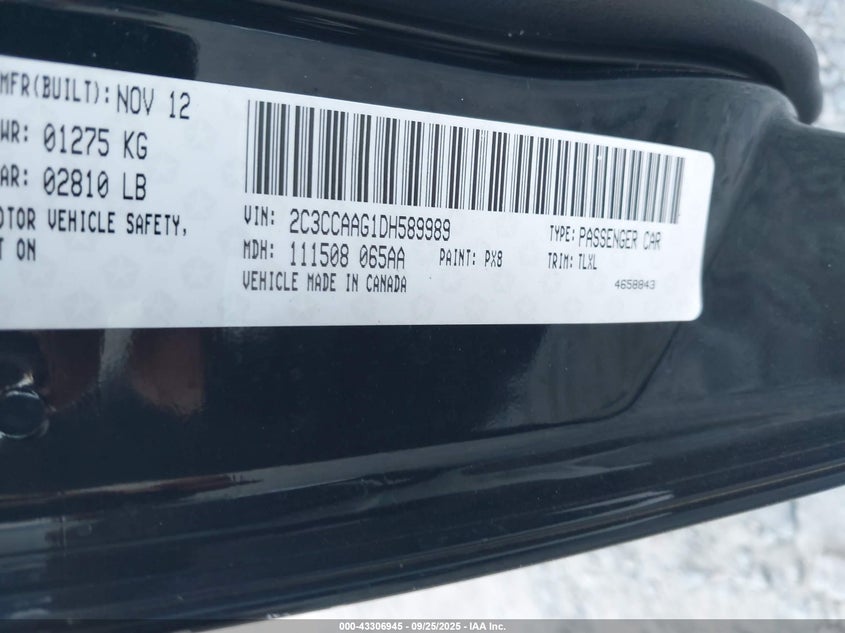 MFR(BUILT): NOV 12
WR: 01275 KG
AR: 02810 LB
OTOR VEHICLE SAFETY,
T ON
VIN: 2C3CCAAG1DH589989
TYPE: PASSENGER CAR
MDH: 111508 065AA
PAINT: PX8
TRIM: TLXL
VEHICLE MADE IN CANADA
4658843
000-43306945 - 09/25/2025 - IAA Inc.